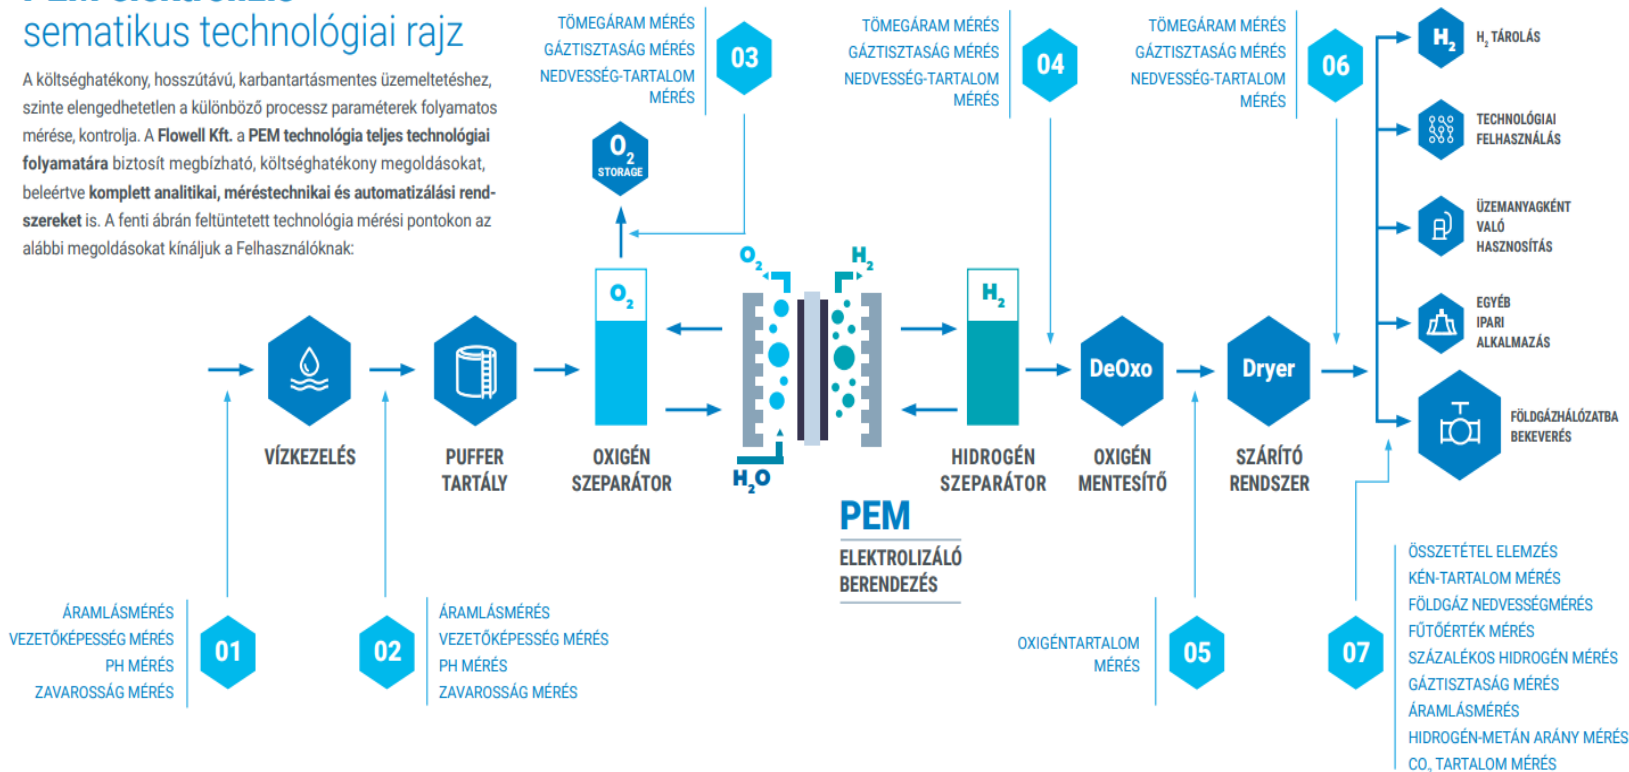 PEM elektrolízis
sematikus technológiai rajz
A költséghatékony, hosszútávú, karbantartásmentes üzemeltetéshez,
szinte elengedhetetlen a különböző processz paraméterek folyamatos
mérése, kontrolja. A Flowell Kft. a PEM technológia teljes technológiai
folyamatára biztosít megbízható, költséghatékony megoldásokat,
beleértve komplett analitikai, méréstechnikai és automatizálási rend-
szereket is. A fenti ábrán feltüntetett technológia mérési pontokon az
alábbi megoldásokat kínáljuk a Felhasználóknak:
TÖMEGÁRAM MÉRÉS
GÁZTISZTASÁG MÉRÉS
NEDVESSÉG-TARTALOM
MÉRÉS
03
TÖMEGÁRAM MÉRÉS
GÁZTISZTASÁG MÉRÉS
NEDVESSÉG-TARTALOM
MÉRÉS
04
TÖMEGÁRAM MÉRÉS
GÁZTISZTASÁG MÉRÉS
NEDVESSÉG-TARTALOM
MÉRÉS
06
H₂
H₂ TÁROLÁS
TECHNOLÓGIAI
FELHASZNÁLÁS
ÜZEMANYAGKÉNT
VALÓ
HASZNOSÍTÁS
EGYÉB
IPARI
ALKALMAZÁS
FÖLDGÁZHÁLÓZATBA
BEKEVERÉS
O₂
STORAGE
O₂
O₂
H₂
H₂
H₂O
DeOxo
Dryer
VÍZKEZELÉS
PUFFER
TARTÁLY
OXIGÉN
SZEPARÁTOR
HIDROGÉN
SZEPARÁTOR
OXIGÉN
MENTESÍTŐ
SZÁRÍTÓ
RENDSZER
PEM
ELEKTROLIZÁLÓ
BERENDEZÉS
ÁRAMLÁSMÉRÉS
VEZETŐKÉPESSÉG MÉRÉS
PH MÉRÉS
ZAVAROSSÁG MÉRÉS
01
02
ÁRAMLÁSMÉRÉS
VEZETŐKÉPESSÉG MÉRÉS
PH MÉRÉS
ZAVAROSSÁG MÉRÉS
OXIGÉNTARTALOM
MÉRÉS
05
07
ÖSSZETÉTEL ELEMZÉS
KÉN-TARTALOM MÉRÉS
FÖLDGÁZ NEDVESSÉGMÉRÉS
FŰTŐÉRTÉK MÉRÉS
SZÁZALÉKOS HIDROGÉN MÉRÉS
GÁZTISZTASÁG MÉRÉS
ÁRAMLÁSMÉRÉS
HIDROGÉN-METÁN ARÁNY MÉRÉS
CO₂ TARTALOM MÉRÉS